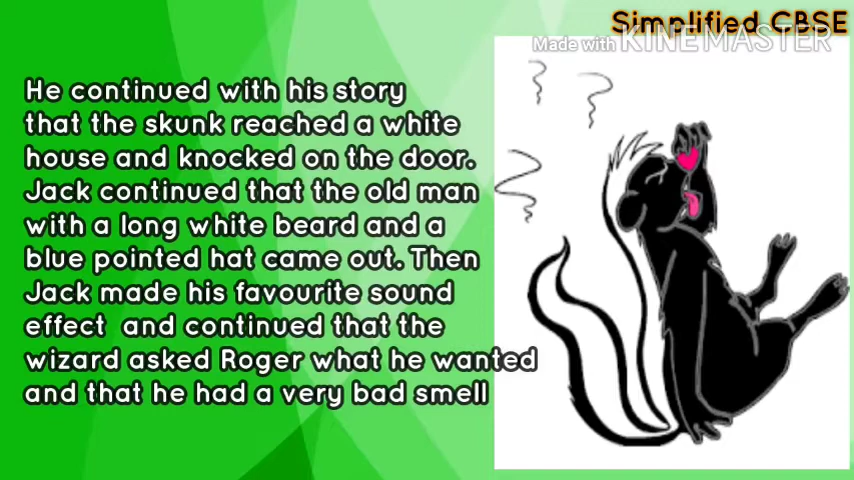 Simplified CBSE
Made with KINEMASTER
He continued with his story
that the skunk reached a white
house and knocked on the door.
Jack continued that the old man
with a long white beard and a
blue pointed hat came out. Then
Jack made his favourite sound
effect and continued that the
wizard asked Roger what he wanted
and that he had a very bad smell